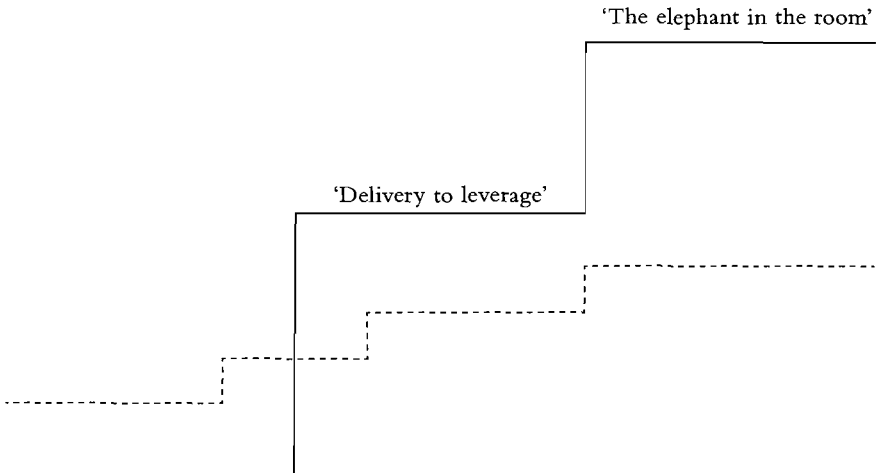 ‘The elephant in the room’
‘Delivery to leverage’